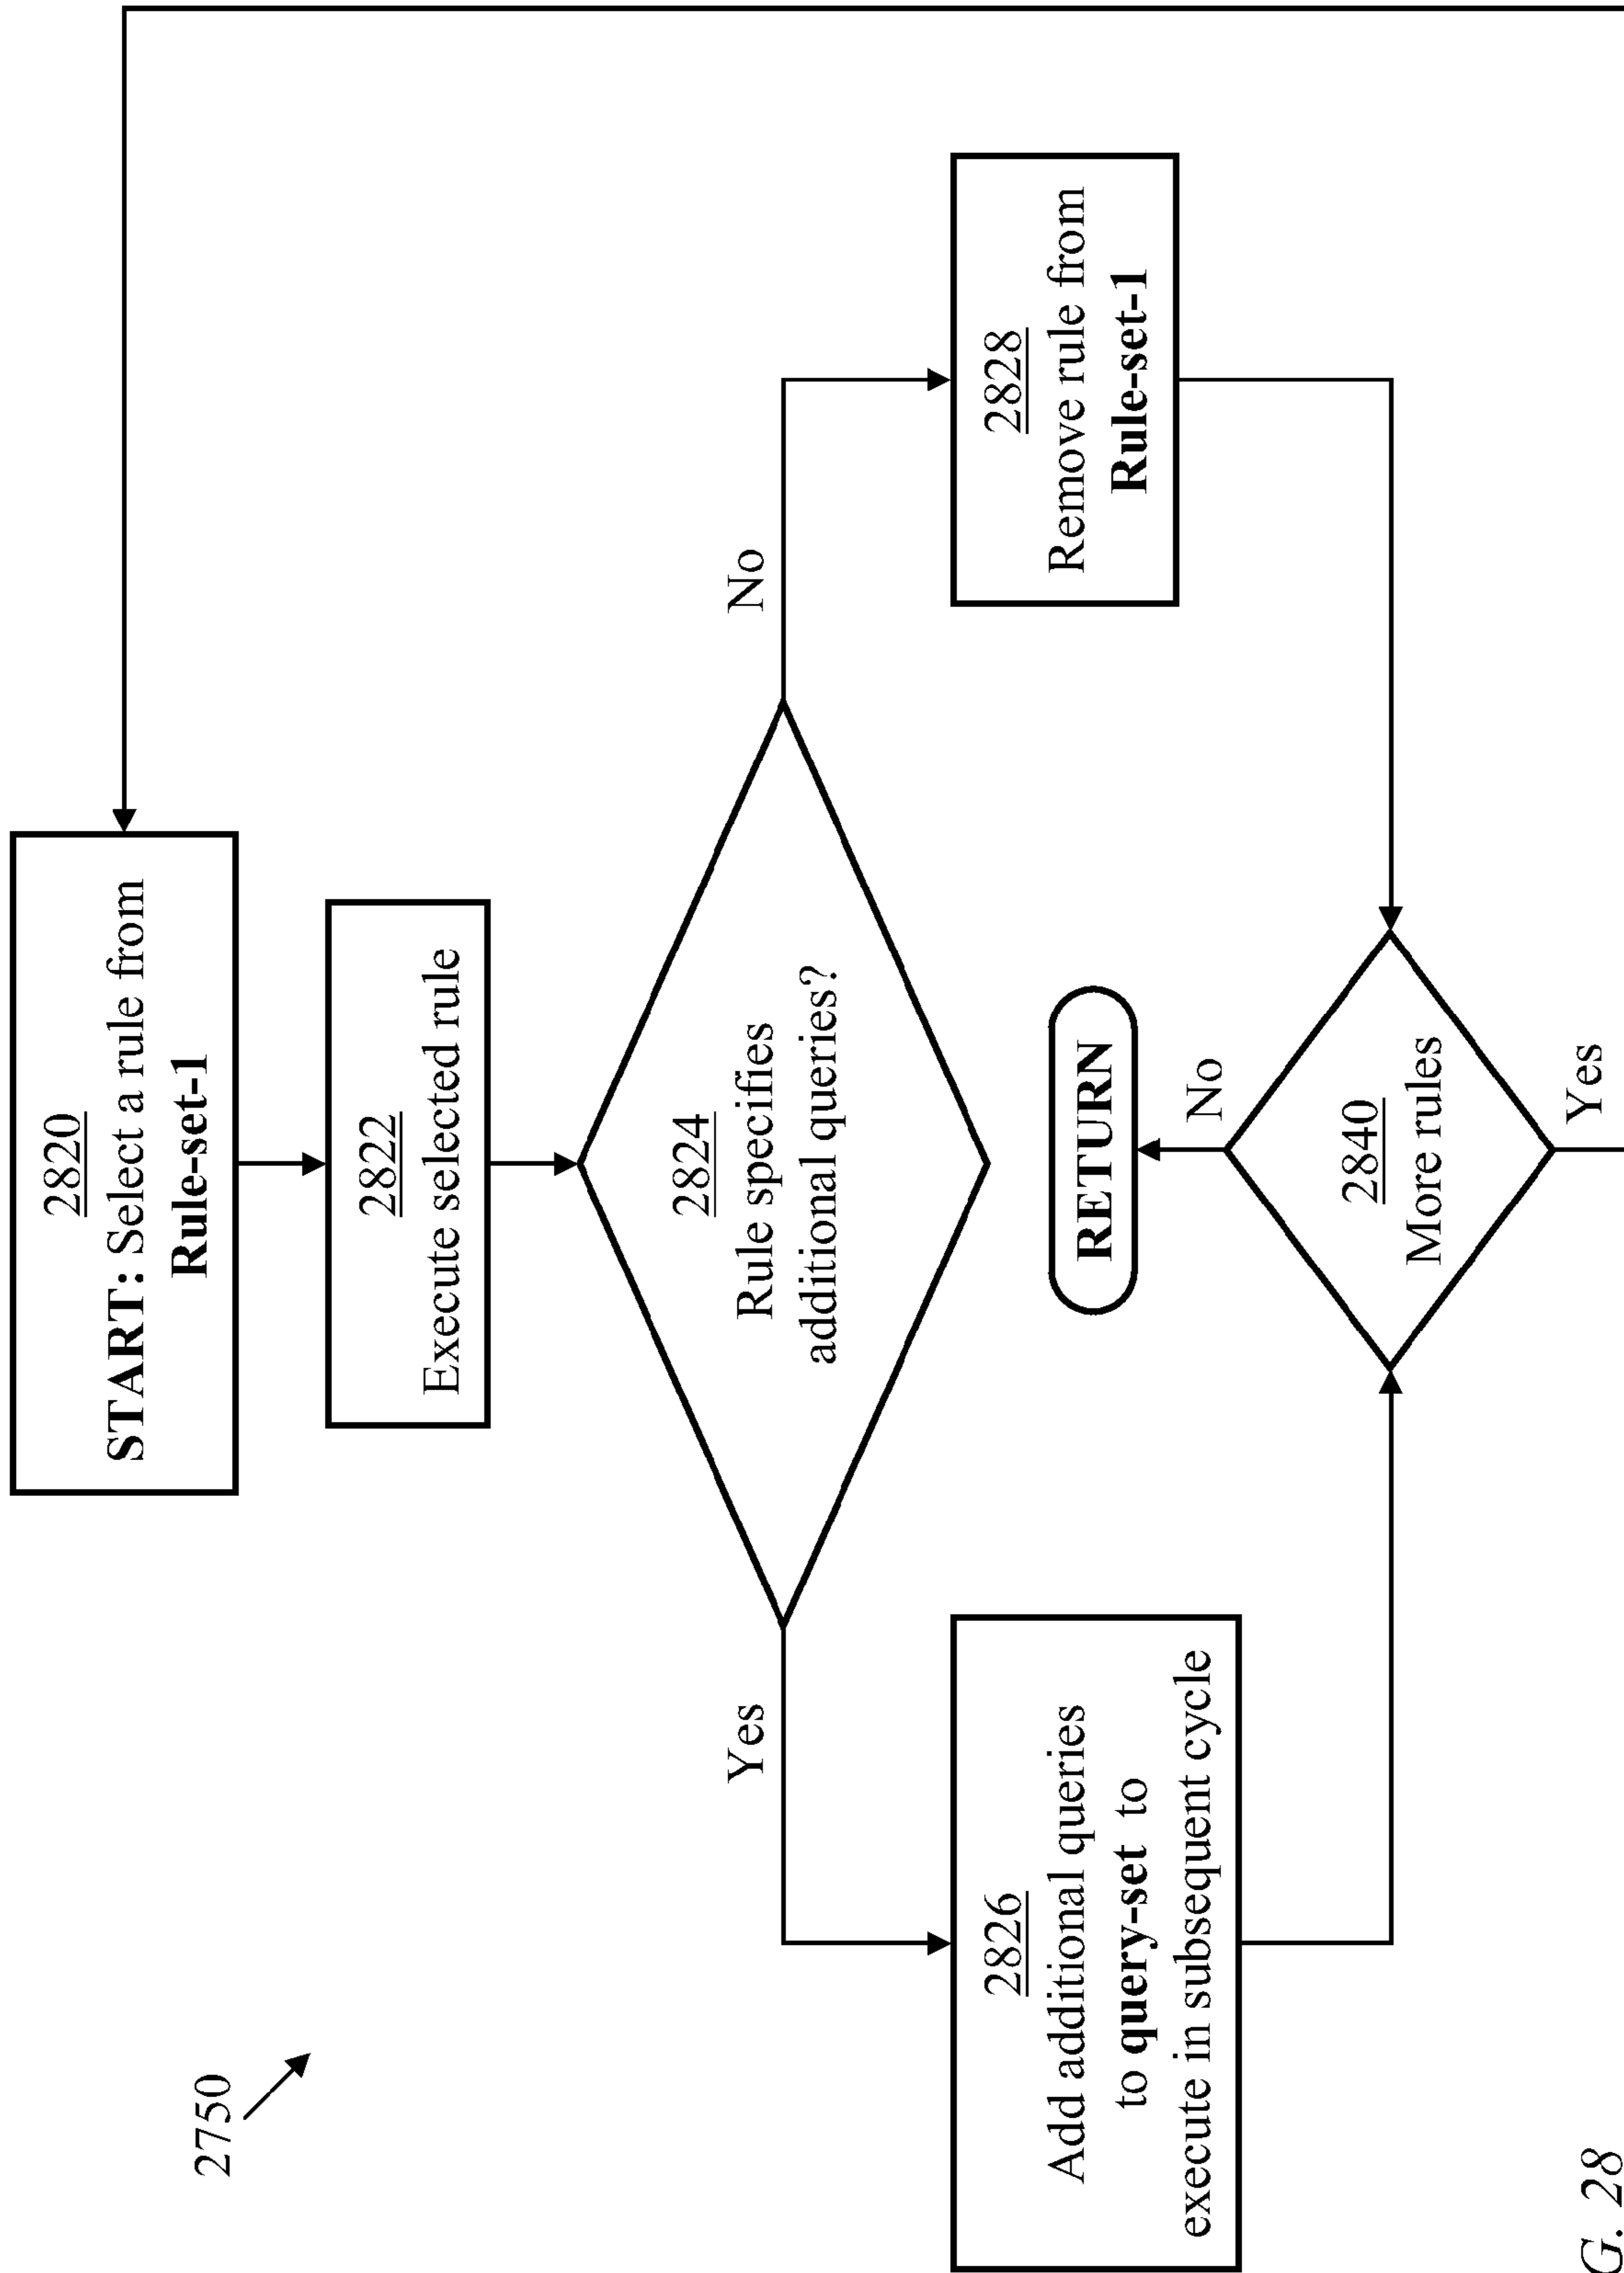 2750
2820
START: Select a rule from
Rule-set-1
2822
Execute selected rule
2824
Rule specifies
additional queries?
Yes
No
2826
Add additional queries
to query-set to
execute in subsequent cycle
2828
Remove rule from
Rule-set-1
RETURN
No
2840
More rules
Yes
G. 28